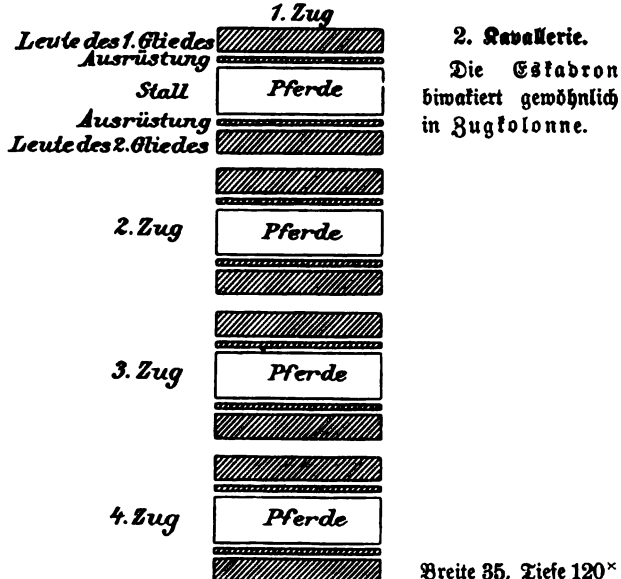 1. Zug
Leute des 1. Gliedes
Ausrüstung
Stall
Pferde
Ausrüstung
Leute des 2. Gliedes
2. Zug
Pferde
3. Zug
Pferde
4. Zug
Pferde
2. Kavallerie.
Die Eskadron
biwakiert gewöhnlich
in Zugkolonne.
Breite 35, Tiefe 120×